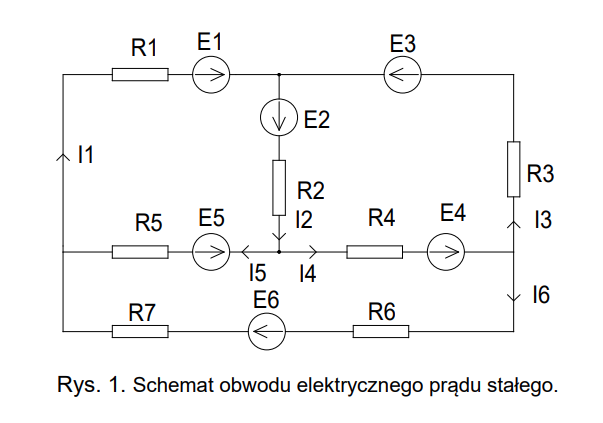 R1 E1 E3
E2
I1
R2 R3
R5 E5 I2 R4 E4 I3
I5 I4
R7 E6 R6 I6
Rys. 1. Schemat obwodu elektrycznego prądu stałego.